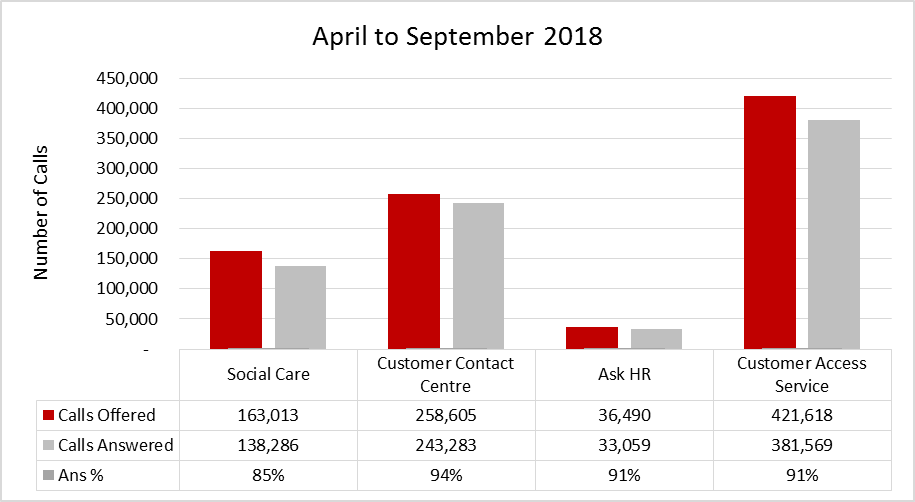 April to September 2018
Number of Calls
450,000
400,000
350,000
300,000
250,000
200,000
150,000
100,000
50,000
-
Social Care
Customer Contact
Centre
Ask HR
Customer Access
Service
Calls Offered 163,013 258,605 36,490 421,618
Calls Answered 138,286 243,283 33,059 381,569
Ans % 85% 94% 91% 91%